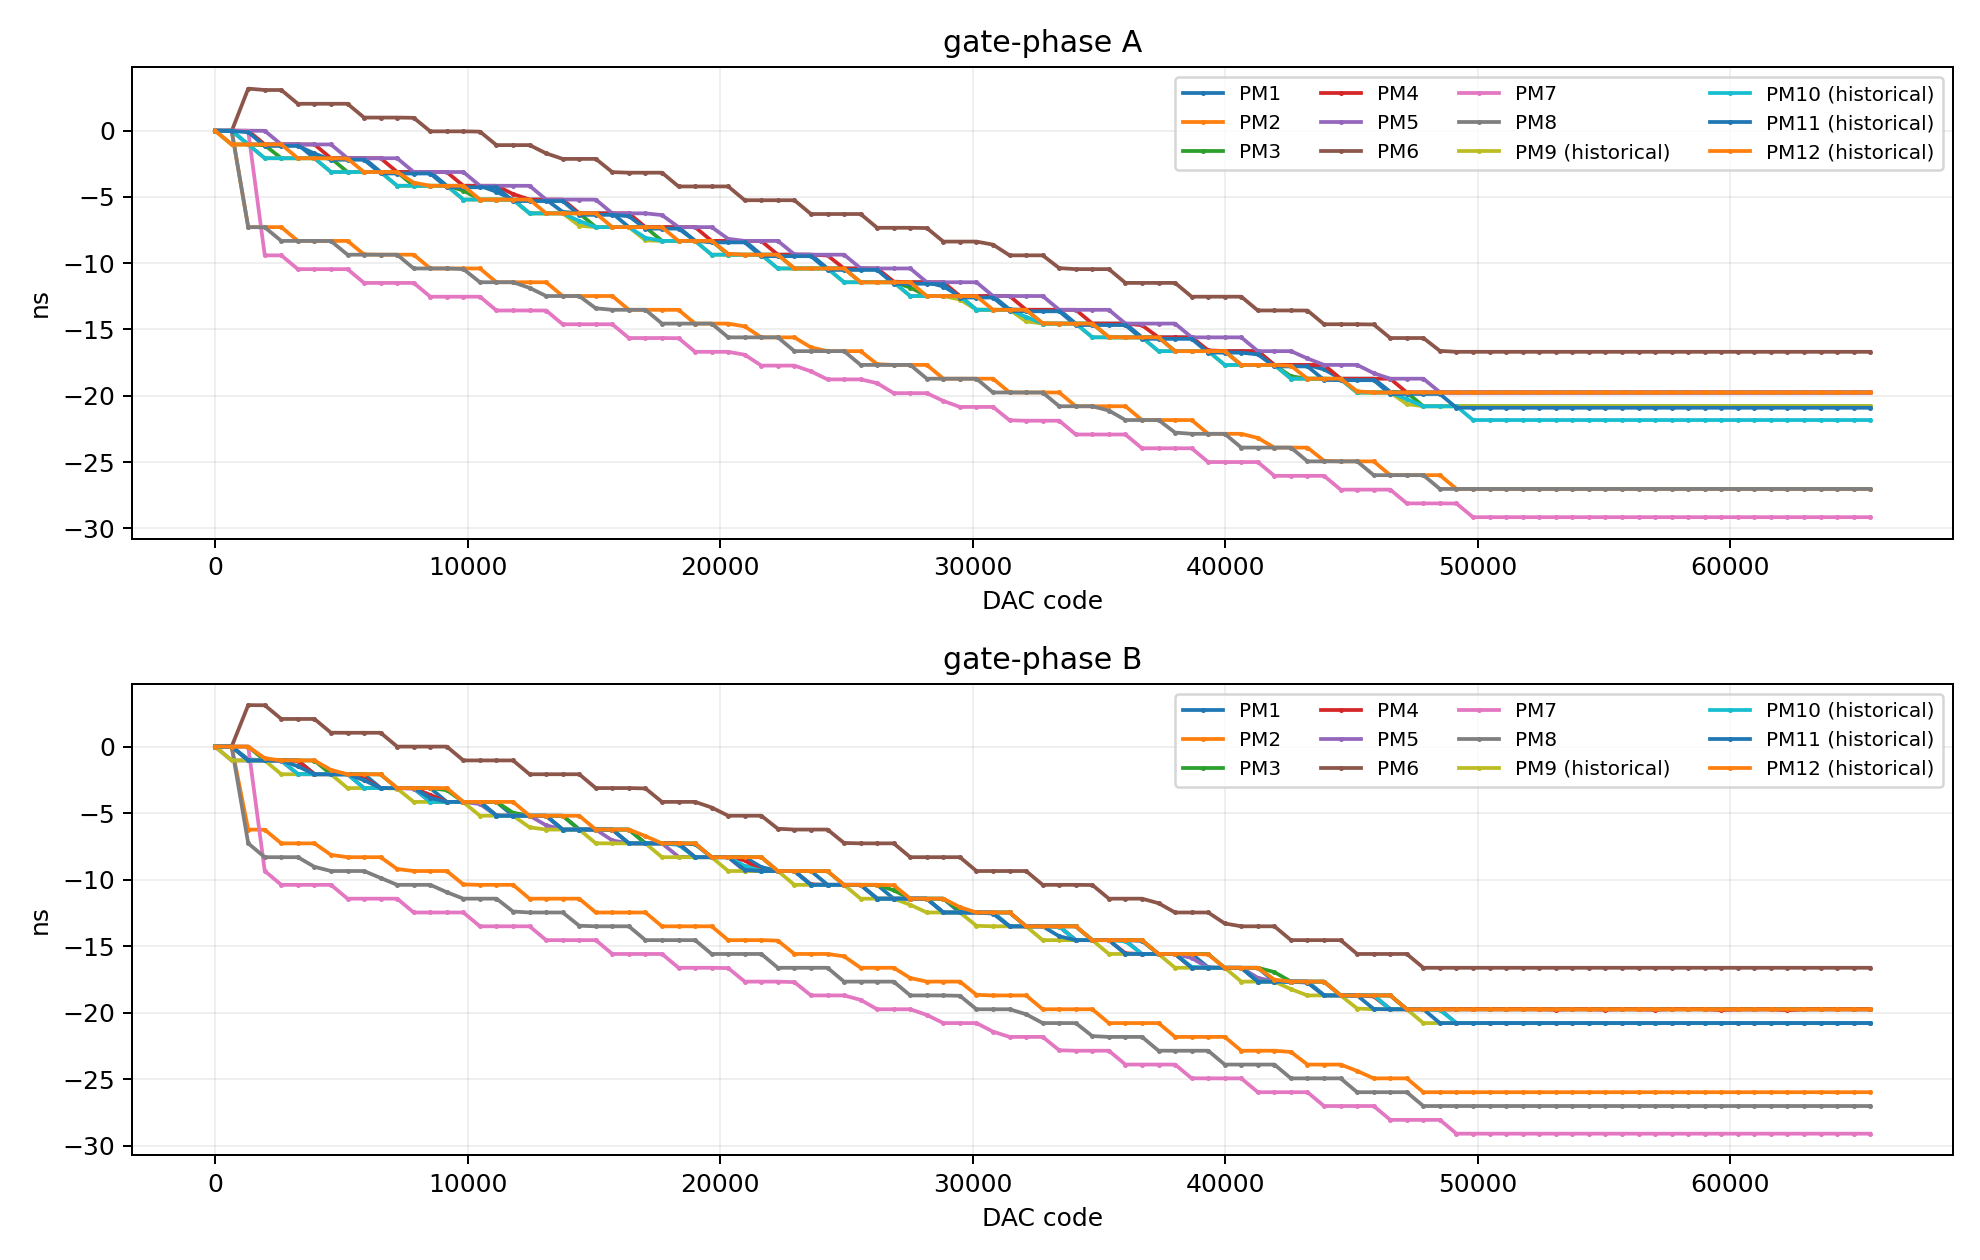 gate-phase A
ns
0
−5
−10
−15
−20
−25
−30
PM1
PM2
PM3
PM4
PM5
PM6
PM7
PM8
PM9 (historical)
PM10 (historical)
PM11 (historical)
PM12 (historical)
0 10000 20000 30000 40000 50000 60000
DAC code
gate-phase B
ns
0
−5
−10
−15
−20
−25
−30
PM1
PM2
PM3
PM4
PM5
PM6
PM7
PM8
PM9 (historical)
PM10 (historical)
PM11 (historical)
PM12 (historical)
0 10000 20000 30000 40000 50000 60000
DAC code